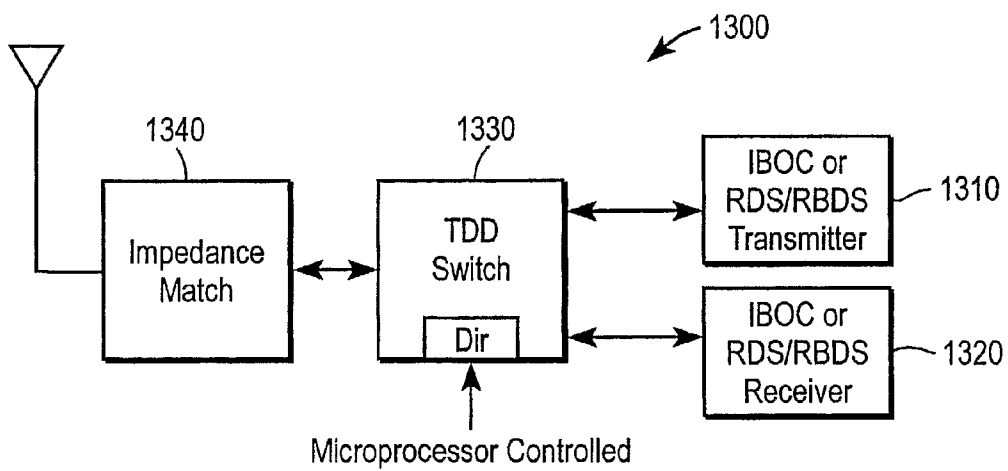 1300
1340
1330
IBOC or
RDS/RBDS
Transmitter
1310
Impedance
Match
TDD
Switch
Dir
IBOC or
RDS/RBDS
Receiver
1320
Microprocessor Controlled